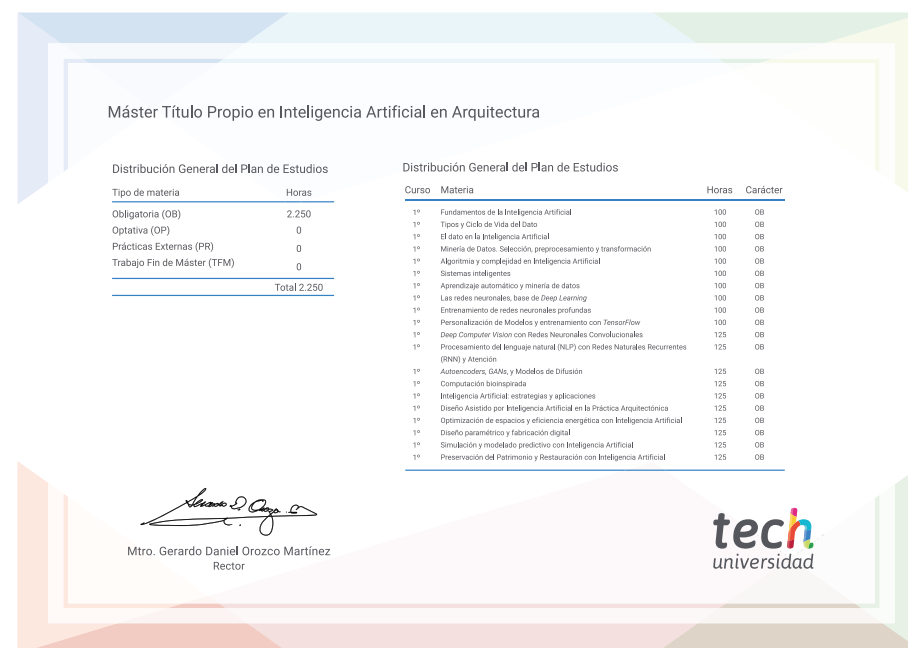 Máster Título Propio en Inteligencia Artificial en Arquitectura
Distribución General del Plan de Estudios
Tipo de materia Horas
Obligatoria (OB) 2.250
Optativa (OP) 0
Prácticas Externas (PR) 0
Trabajo Fin de Máster (TFM) 0
Total 2.250
Distribución General del Plan de Estudios
Curso Materia Horas Carácter
1º Fundamentos de la Inteligencia Artificial 100 OB
1º Tipos y Ciclo de Vida del Dato 100 OB
1º El dato en la Inteligencia Artificial 100 OB
1º Minería de Datos. Selección, preprocesamiento y transformación 100 OB
1º Algoritmia y complejidad en Inteligencia Artificial 100 OB
1º Sistemas inteligentes 100 OB
1º Aprendizaje automático y minería de datos 100 OB
1º Las redes neuronales, base de Deep Learning 100 OB
1º Entrenamiento de redes neuronales profundas 100 OB
1º Personalización de Modelos y entrenamiento con TensorFlow 100 OB
1º Deep Computer Vision con Redes Neuronales Convolucionales 125 OB
1º Procesamiento del lenguaje natural (NLP) con Redes Naturales Recurrentes 125 OB
(RNN) y Atención
1º Autoencoders, GANs, y Modelos de Difusión 125 OB
1º Computación bioinspirada 125 OB
1º Inteligencia Artificial: estrategias y aplicaciones 125 OB
1º Diseño Asistido por Inteligencia Artificial en la Práctica Arquitectónica 125 OB
1º Optimización de espacios y eficiencia energética con Inteligencia Artificial 125 OB
1º Diseño paramétrico y fabricación digital 125 OB
1º Simulación y modelado predictivo con Inteligencia Artificial 125 OB
1º Preservación del Patrimonio y Restauración con Inteligencia Artificial 125 OB
Mtro. Gerardo Daniel Orozco Martínez
Rector
tech
universidad